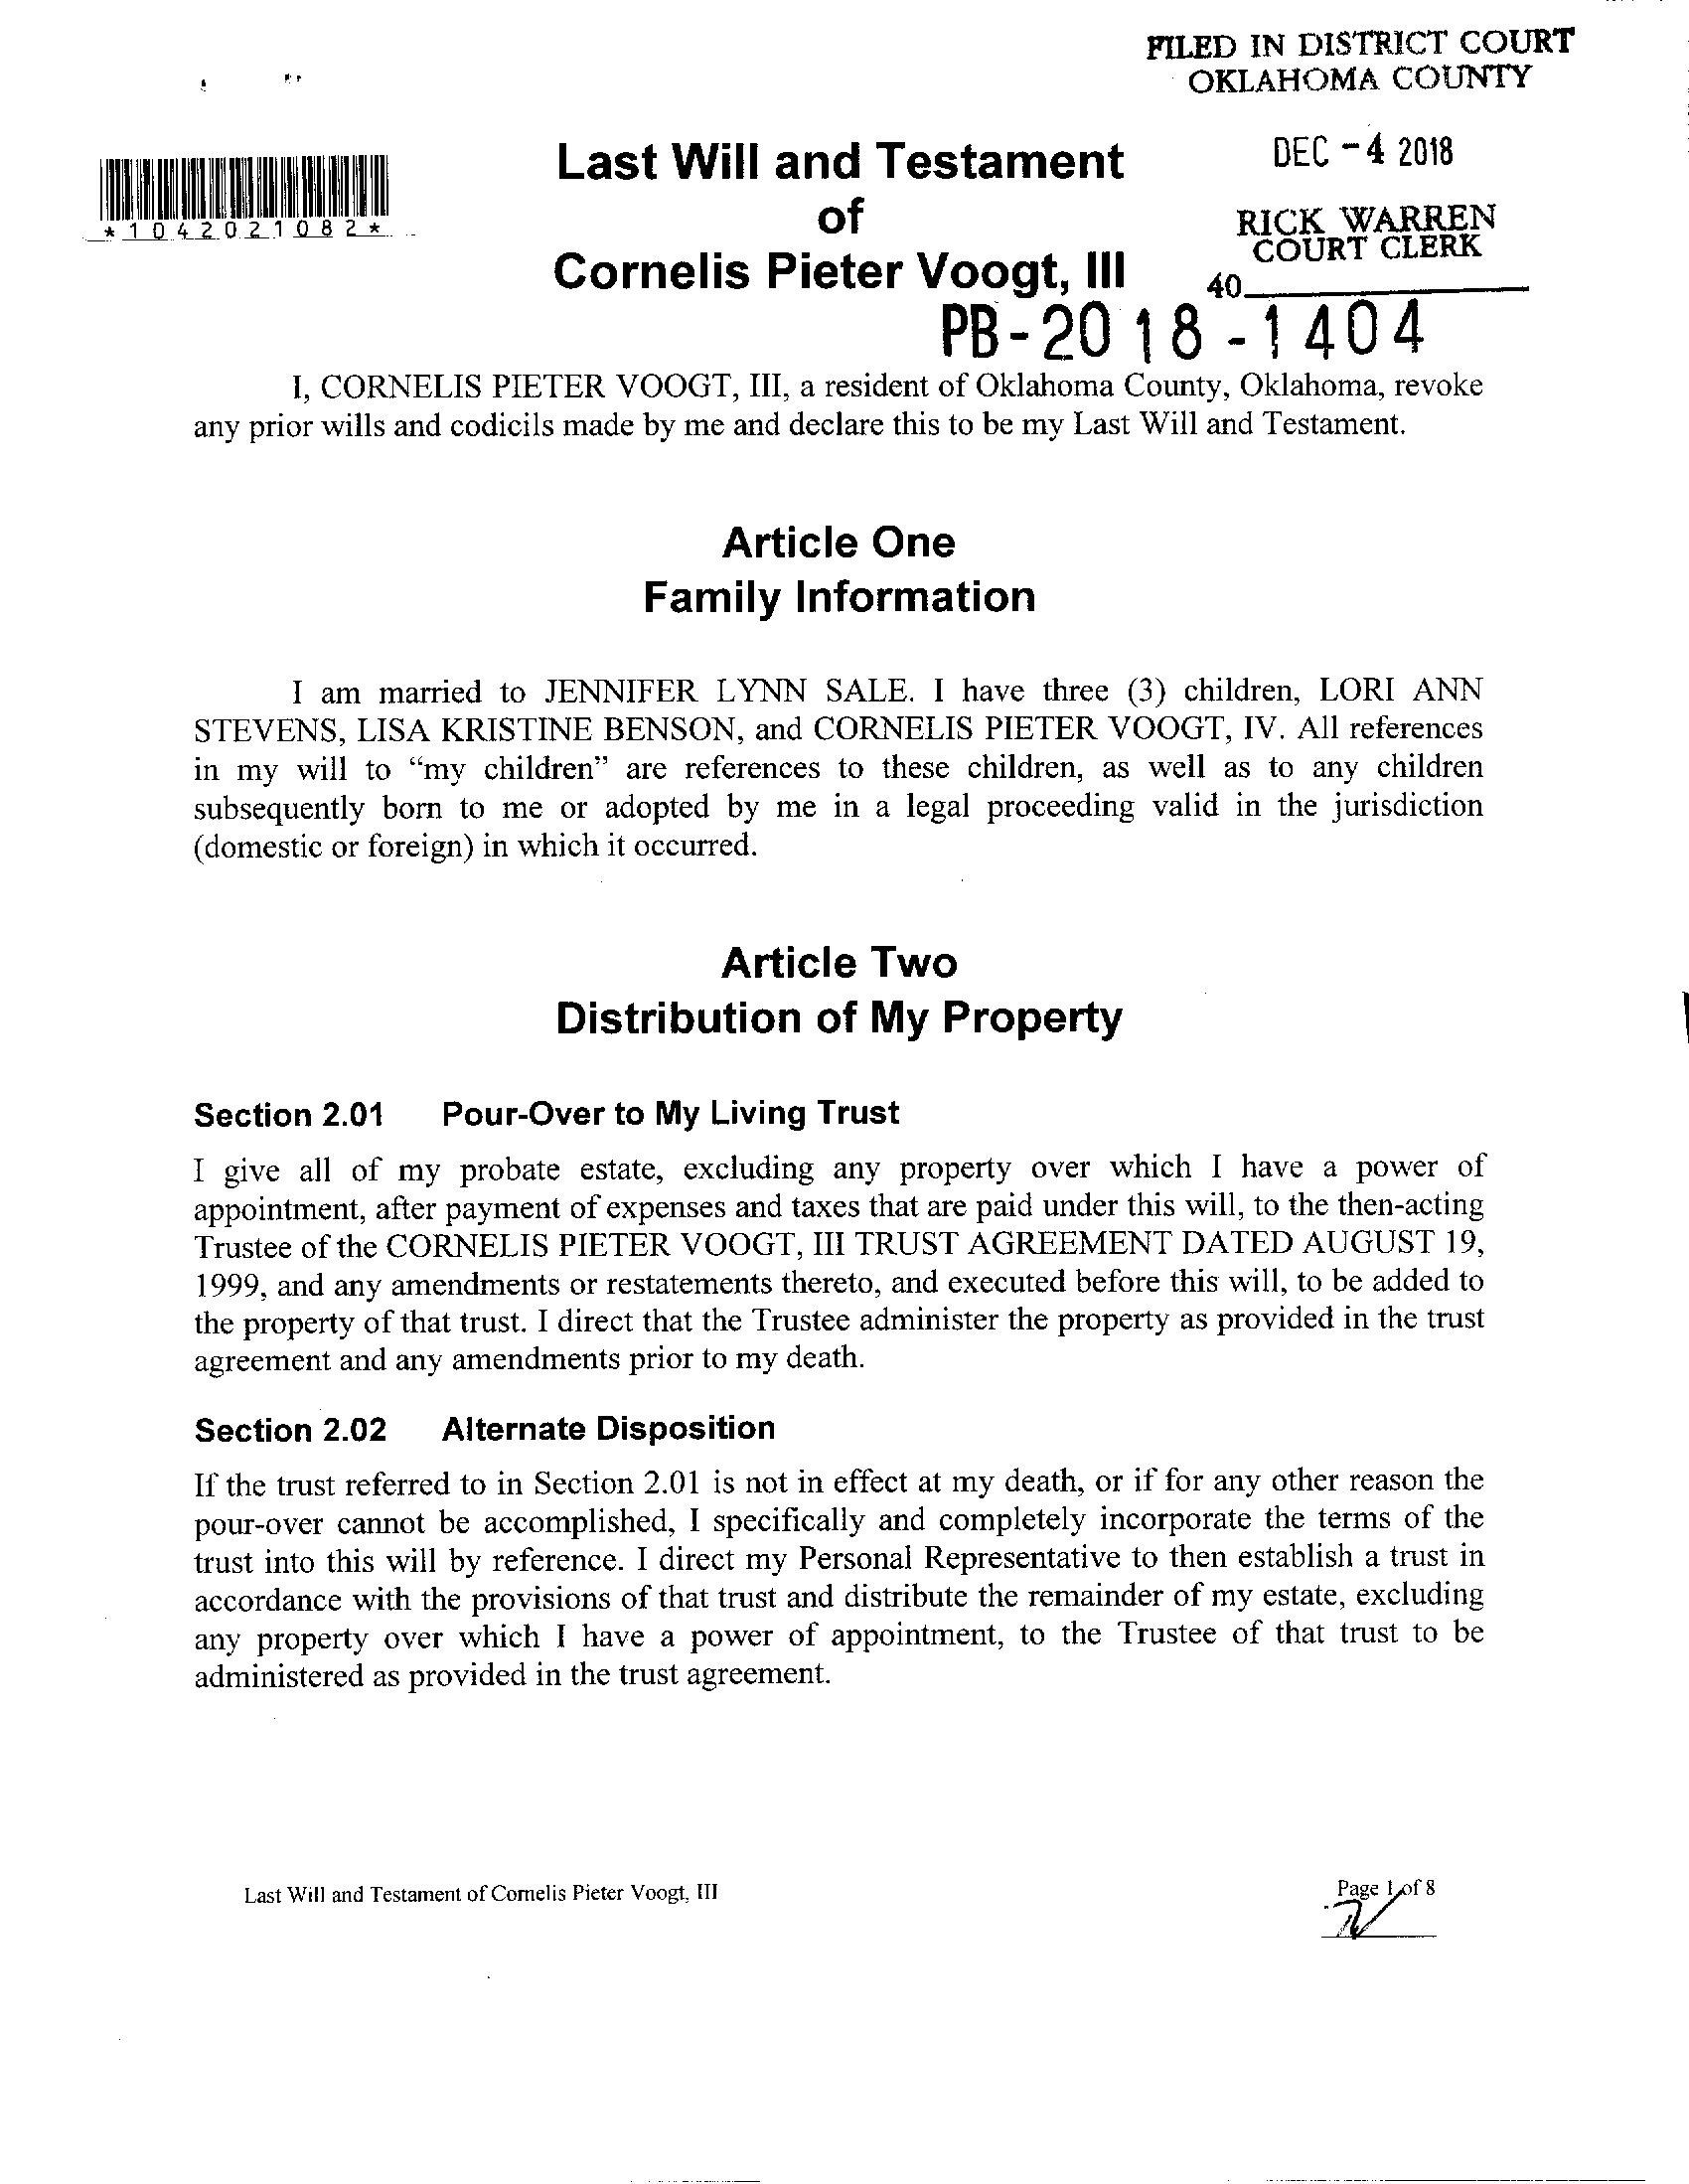 FILED IN DISTRICT COURT
OKLAHOMA COUNTY
DEC -4 2018
RICK WARREN
COURT CLERK
40
*1042021082*
Last Will and Testament
of
Cornelis Pieter Voogt, III
PB-2018-1404
I, CORNELIS PIETER VOOGT, III, a resident of Oklahoma County, Oklahoma, revoke
any prior wills and codicils made by me and declare this to be my Last Will and Testament.
Article One
Family Information
I am married to JENNIFER LYNN SALE. I have three (3) children, LORI ANN
STEVENS, LISA KRISTINE BENSON, and CORNELIS PIETER VOOGT, IV. All references
in my will to “my children” are references to these children, as well as to any children
subsequently born to me or adopted by me in a legal proceeding valid in the jurisdiction
(domestic or foreign) in which it occurred.
Article Two
Distribution of My Property
Section 2.01 Pour-Over to My Living Trust
I give all of my probate estate, excluding any property over which I have a power of
appointment, after payment of expenses and taxes that are paid under this will, to the then-acting
Trustee of the CORNELIS PIETER VOOGT, III TRUST AGREEMENT DATED AUGUST 19,
1999, and any amendments or restatements thereto, and executed before this will, to be added to
the property of that trust. I direct that the Trustee administer the property as provided in the trust
agreement and any amendments prior to my death.
Section 2.02 Alternate Disposition
If the trust referred to in Section 2.01 is not in effect at my death, or if for any other reason the
pour-over cannot be accomplished, I specifically and completely incorporate the terms of the
trust into this will by reference. I direct my Personal Representative to then establish a trust in
accordance with the provisions of that trust and distribute the remainder of my estate, excluding
any property over which I have a power of appointment, to the Trustee of that trust to be
administered as provided in the trust agreement.
Last Will and Testament of Cornelis Pieter Voogt, III
Page 1 of 8